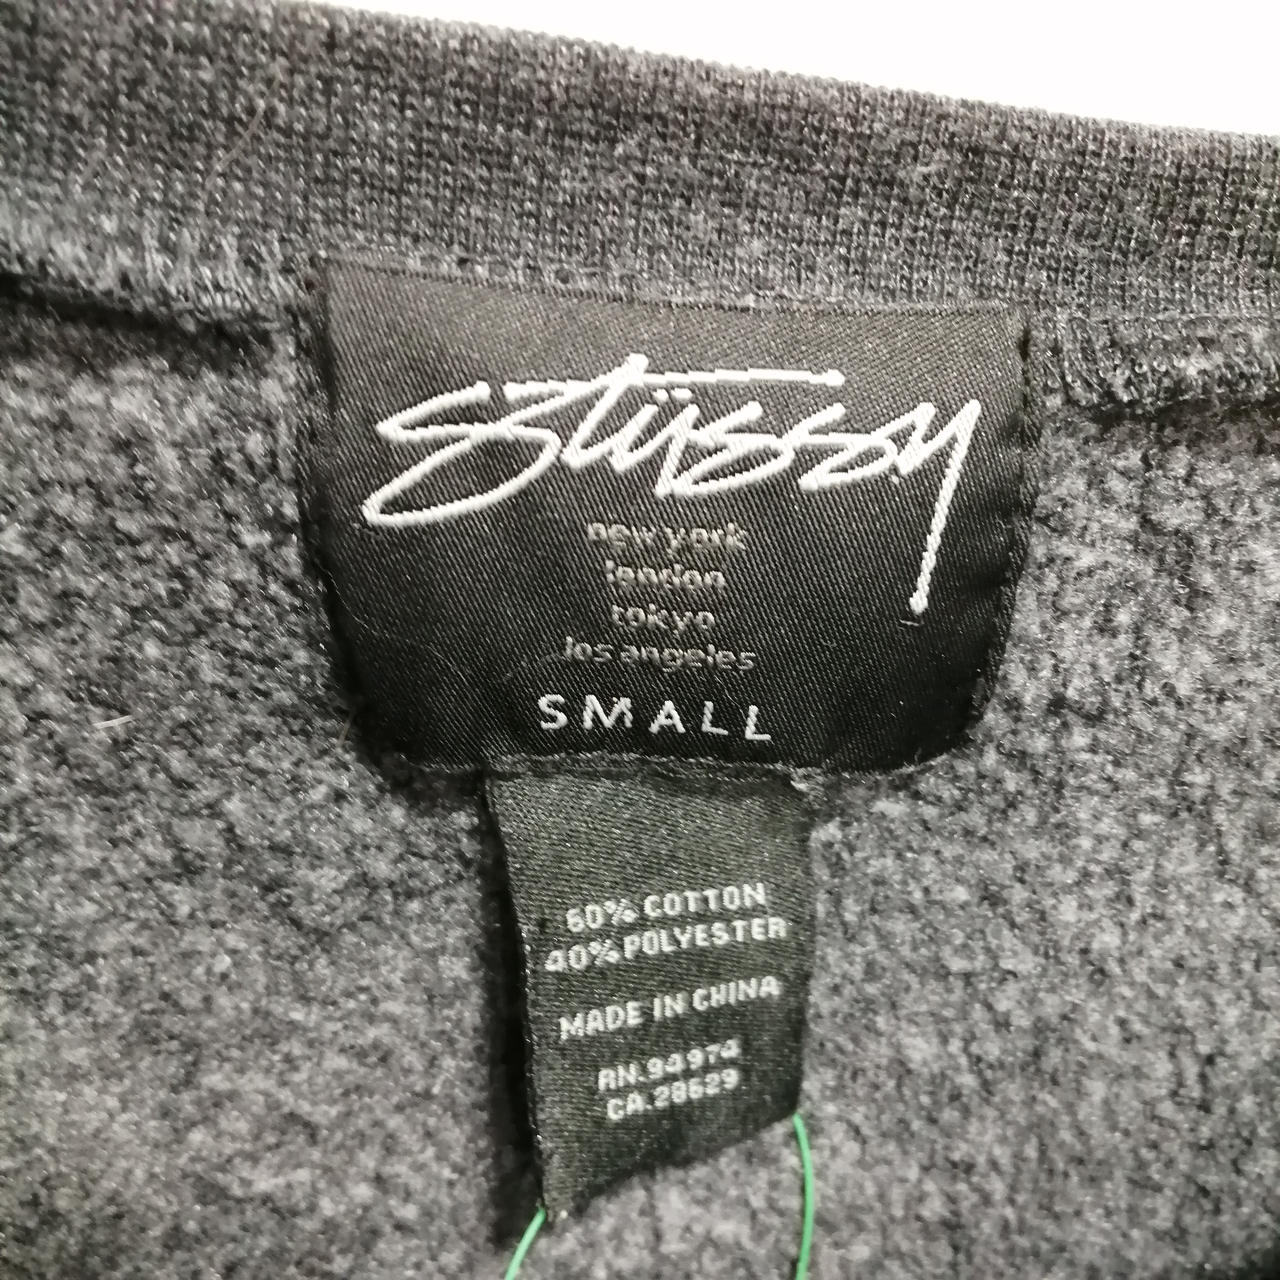 Stüssy
new york
london
tokyo
los angeles
SMALL
60% COTTON
40% POLYESTER
MADE IN CHINA
RN.94974
CA.28629